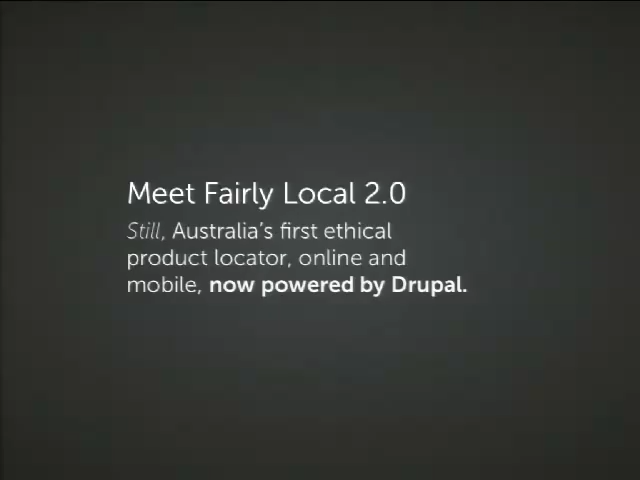 Meet Fairly Local 2.0
Still, Australia's first ethical
product locator, online and
mobile, now powered by Drupal.